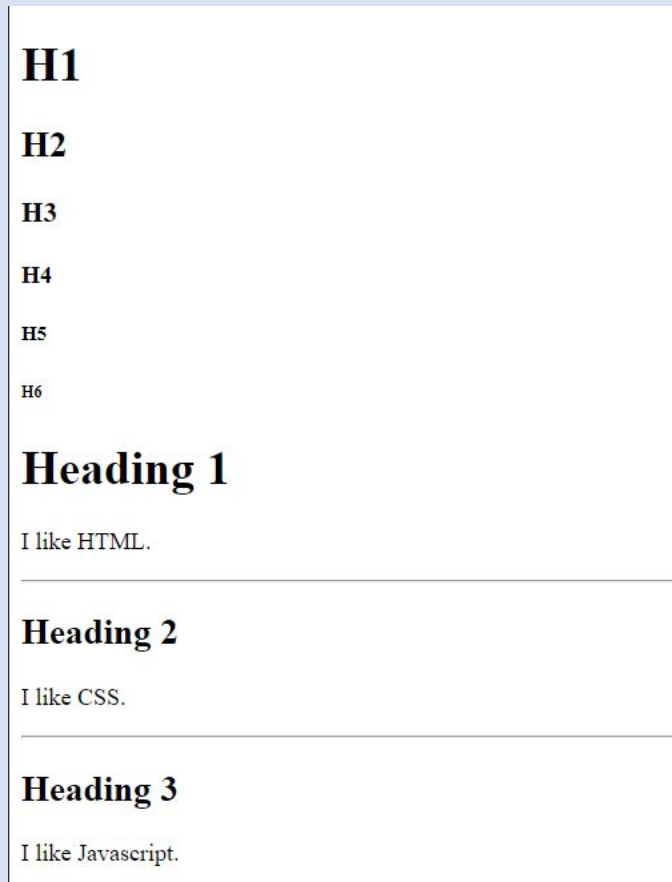 H1
H2
H3
H4
H5
H6
Heading 1
I like HTML.
Heading 2
I like CSS.
Heading 3
I like Javascript.